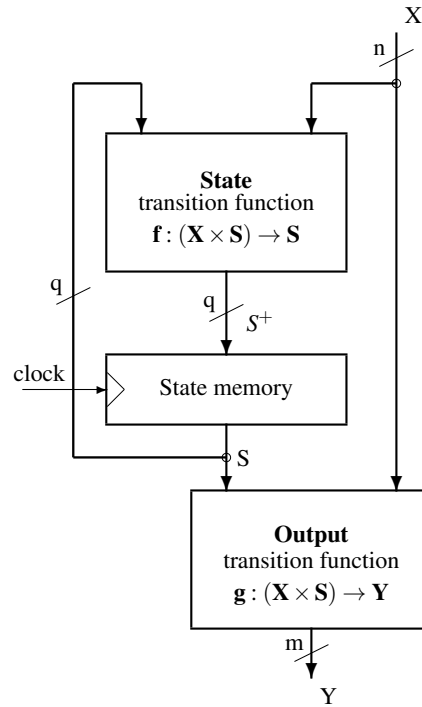 X
n
State
transition function
f : (X × S) → S
q
q
S⁺
clock
State memory
S
Output
transition function
g : (X × S) → Y
m
Y